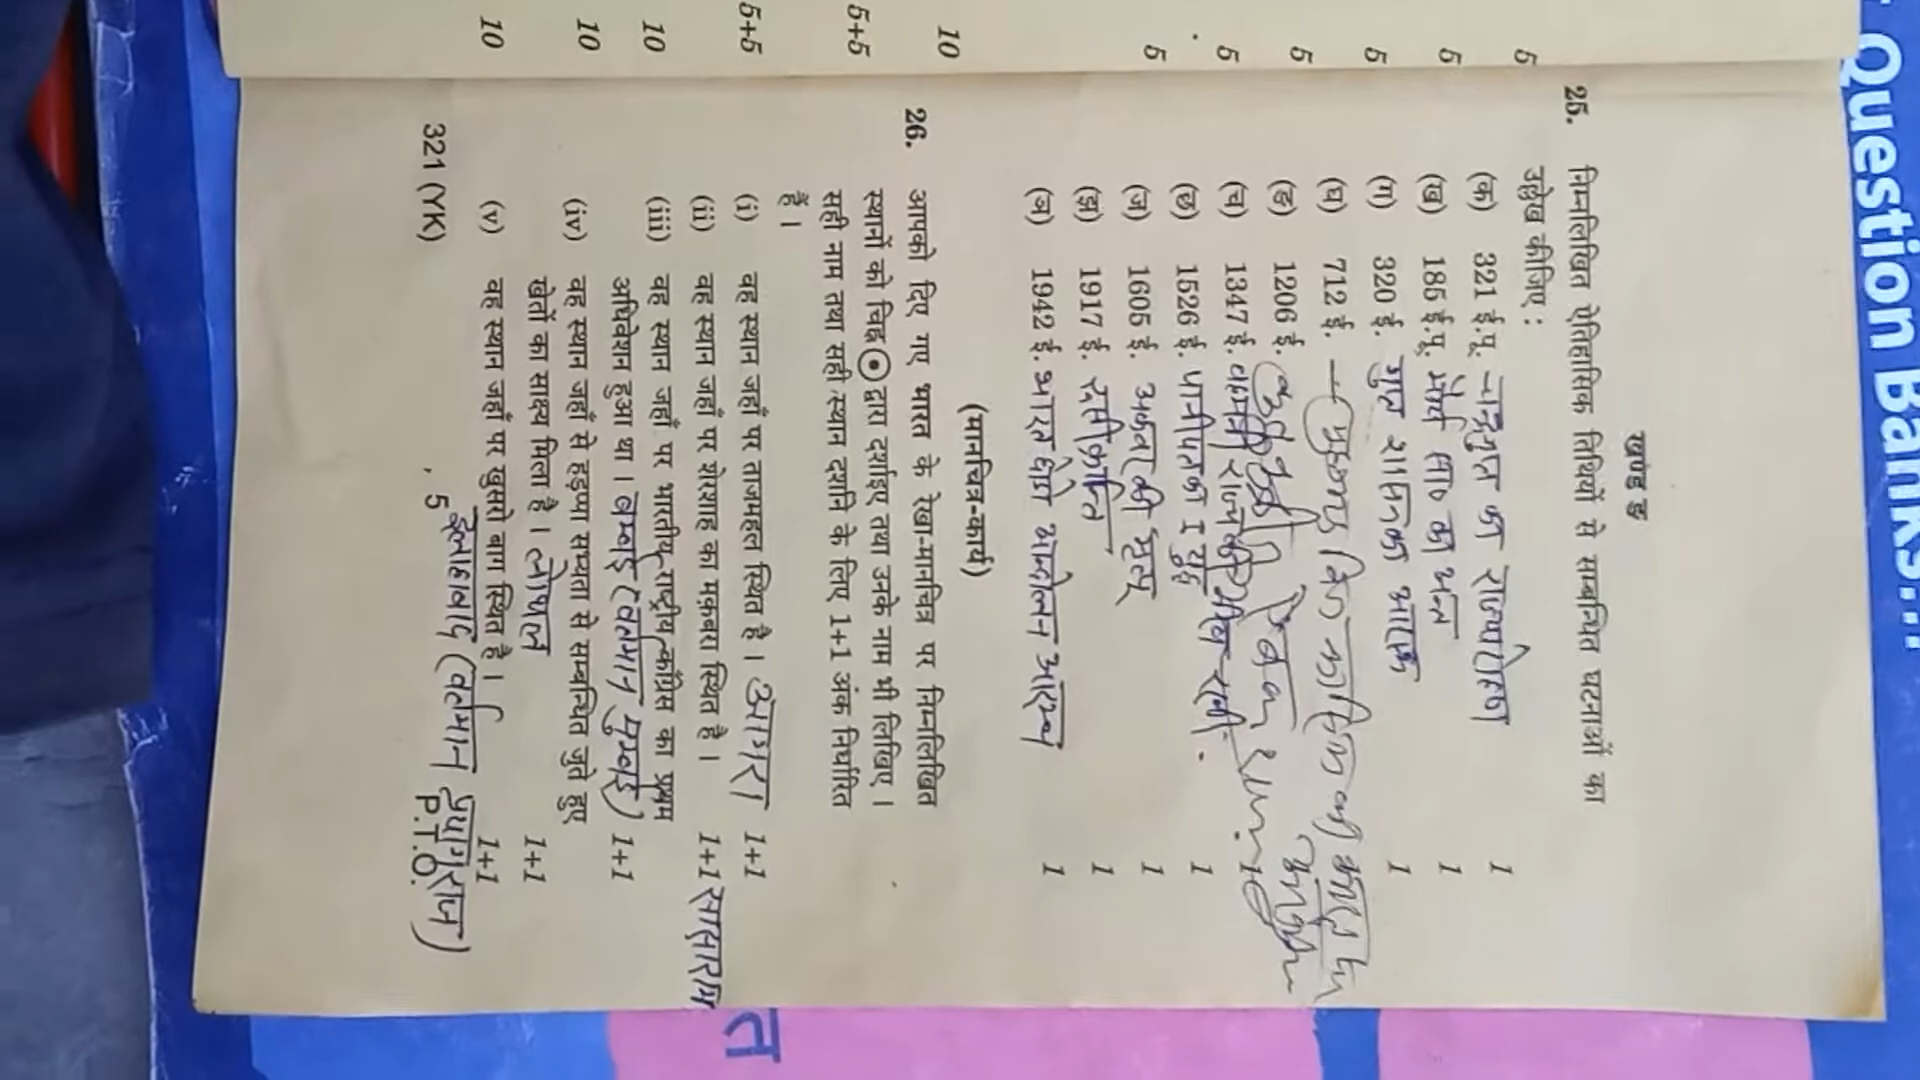 Question Banks...
5
5
5
5
5
5
10
5+5
5+5
10
10
10
खण्ड ङ
25. निम्नलिखित ऐतिहासिक तिथियों से सम्बन्धित घटनाओं का
उल्लेख कीजिए :
(क) 321 ई.पू. चन्द्रगुप्त का राज्यारोहण 1
(ख) 185 ई.पू. मौर्य सा० का अन्त 1
(ग) 320 ई. गुप्त शासन का आरम्भ 1
(घ) 712 ई.
(ङ) 1206 ई.
(च) 1347 ई. बहमनी राज्य की 1
(छ) 1526 ई. पानीपत का I युद्ध 1
(ज) 1605 ई. अकबर की मृत्यु 1
(झ) 1917 ई. रूसी क्रान्ति 1
(ञ) 1942 ई. भारत छोड़ो आन्दोलन आरम्भ 1
(मानचित्र-कार्य)
26. आपको दिए गए भारत के रेखा-मानचित्र पर निम्नलिखित
स्थानों को चिह्न ⊙ द्वारा दर्शाइए तथा उनके नाम भी लिखिए ।
सही नाम तथा सही स्थान दर्शाने के लिए 1+1 अंक निर्धारित
हैं ।
(i) वह स्थान जहाँ पर ताजमहल स्थित है । आगरा 1+1
(ii) वह स्थान जहाँ पर शेरशाह का मक़बरा स्थित है । 1+1 सासाराम
(iii) वह स्थान जहाँ पर भारतीय राष्ट्रीय काँग्रेस का प्रथम
अधिवेशन हुआ था । बम्बई (वर्तमान मुम्बई) 1+1
(iv) वह स्थान जहाँ से हड़प्पा सभ्यता से सम्बन्धित जुते हुए
खेतों का साक्ष्य मिला है । लोथल 1+1
(v) वह स्थान जहाँ पर खुसरो बाग स्थित है । 1+1
इलाहाबाद (वर्तमान प्रयागराज)
321 (YK) 5 P.T.O.
त